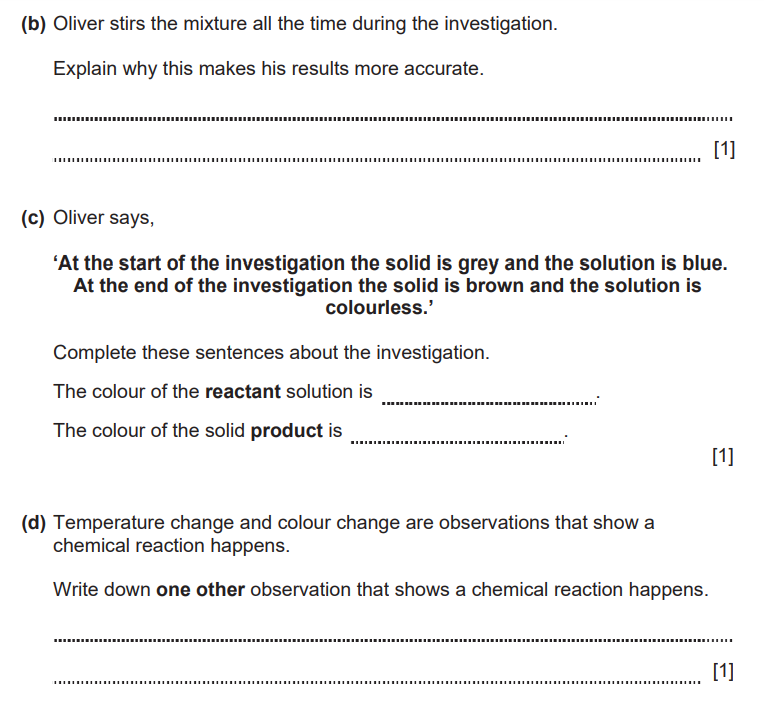 (b) Oliver stirs the mixture all the time during the investigation.
Explain why this makes his results more accurate.
[1]
(c) Oliver says,
‘At the start of the investigation the solid is grey and the solution is blue.
At the end of the investigation the solid is brown and the solution is
colourless.’
Complete these sentences about the investigation.
The colour of the reactant solution is ........................................ .
The colour of the solid product is ........................................ .
[1]
(d) Temperature change and colour change are observations that show a
chemical reaction happens.
Write down one other observation that shows a chemical reaction happens.
[1]